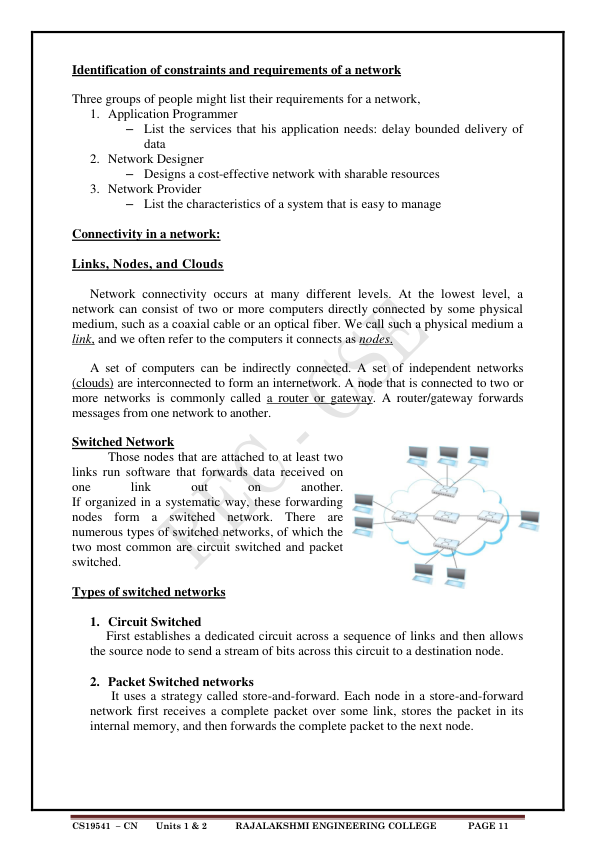 Identification of constraints and requirements of a network
Three groups of people might list their requirements for a network,
1. Application Programmer
– List the services that his application needs: delay bounded delivery of
data
2. Network Designer
– Designs a cost-effective network with sharable resources
3. Network Provider
– List the characteristics of a system that is easy to manage
Connectivity in a network:
Links, Nodes, and Clouds
Network connectivity occurs at many different levels. At the lowest level, a
network can consist of two or more computers directly connected by some physical
medium, such as a coaxial cable or an optical fiber. We call such a physical medium a
link, and we often refer to the computers it connects as nodes.
A set of computers can be indirectly connected. A set of independent networks
(clouds) are interconnected to form an internetwork. A node that is connected to two or
more networks is commonly called a router or gateway. A router/gateway forwards
messages from one network to another.
Switched Network
Those nodes that are attached to at least two
links run software that forwards data received on
one link out on another.
If organized in a systematic way, these forwarding
nodes form a switched network. There are
numerous types of switched networks, of which the
two most common are circuit switched and packet
switched.
Types of switched networks
1. Circuit Switched
First establishes a dedicated circuit across a sequence of links and then allows
the source node to send a stream of bits across this circuit to a destination node.
2. Packet Switched networks
It uses a strategy called store-and-forward. Each node in a store-and-forward
network first receives a complete packet over some link, stores the packet in its
internal memory, and then forwards the complete packet to the next node.
REC - CSE
CS19541 – CN Units 1 & 2 RAJALAKSHMI ENGINEERING COLLEGE PAGE 11